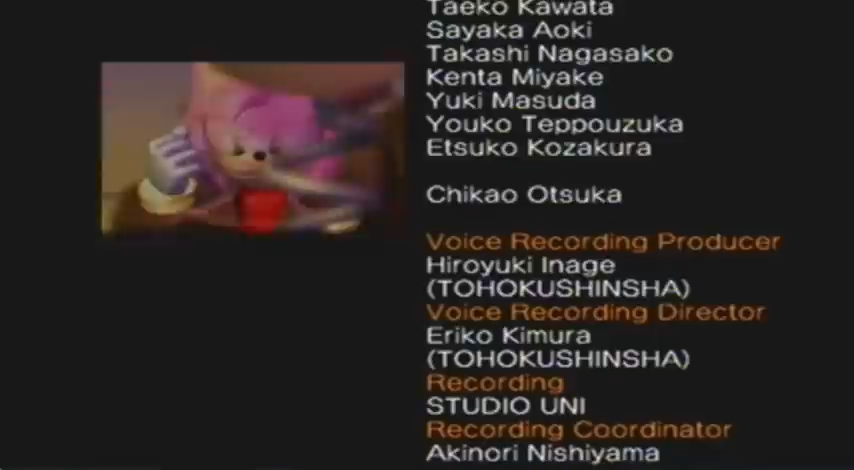 Taeko Kawata
Sayaka Aoki
Takashi Nagasako
Kenta Miyake
Yuki Masuda
Youko Teppouzuka
Etsuko Kozakura
Chikao Otsuka
Voice Recording Producer
Hiroyuki Inage
(TOHOKUSHINSHA)
Voice Recording Director
Eriko Kimura
(TOHOKUSHINSHA)
Recording
STUDIO UNI
Recording Coordinator
Akinori Nishiyama